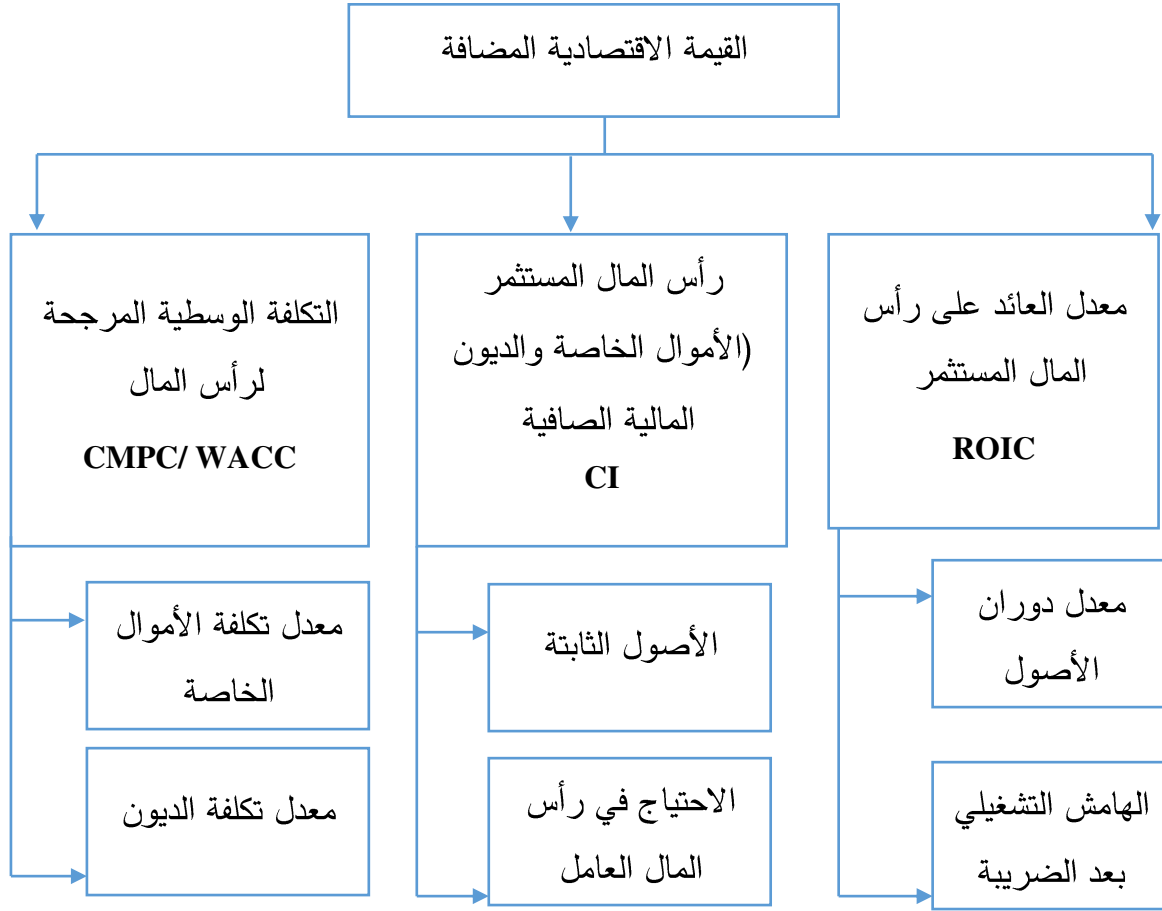 القيمة الاقتصادية المضافة
معدل العائد على رأس
المال المستثمر
ROIC
رأس المال المستثمر
(الأموال الخاصة والديون
المالية الصافية
CI
التكلفة الوسطية المرجحة
لرأس المال
CMPC/ WACC
معدل دوران
الأصول
الأصول الثابتة
معدل تكلفة الأموال
الخاصة
الهامش التشغيلي
بعد الضريبة
الاحتياج في رأس
المال العامل
معدل تكلفة الديون